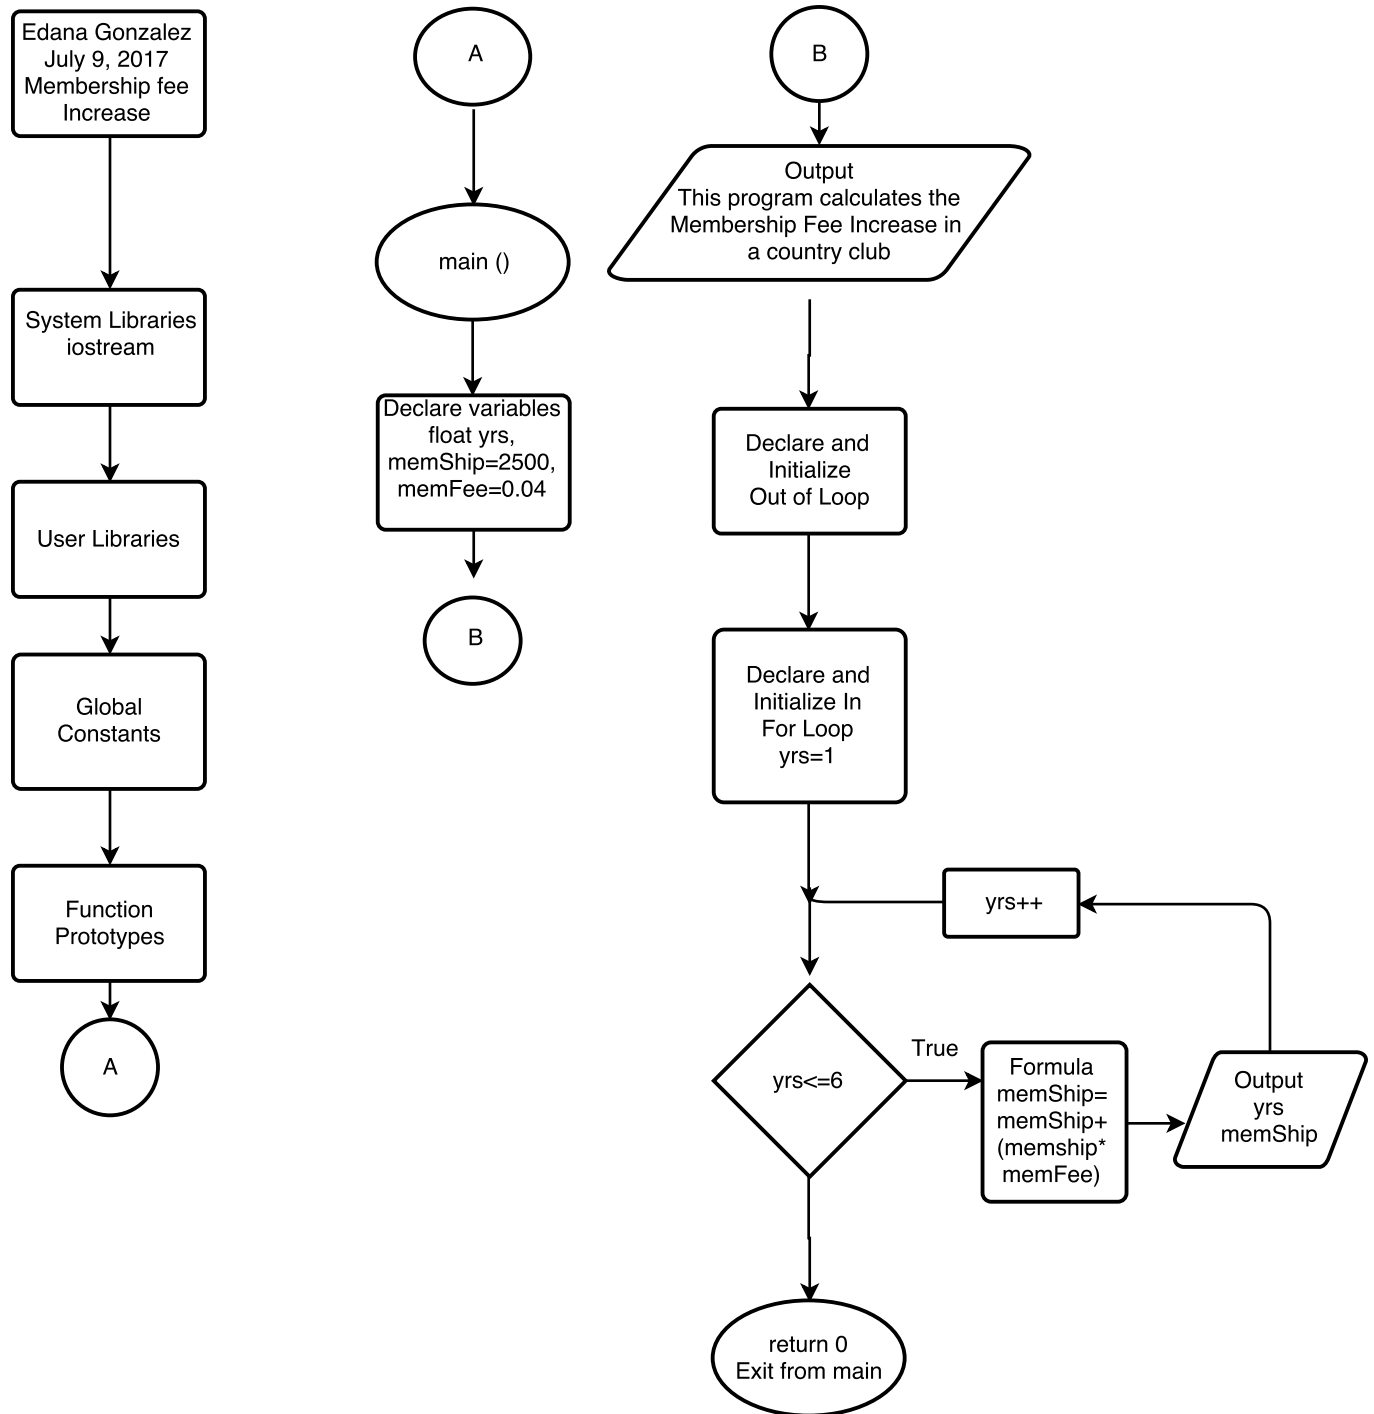 Edana Gonzalez
July 9, 2017
Membership fee
Increase
System Libraries
iostream
User Libraries
Global
Constants
Function
Prototypes
A
A
main ()
Declare variables
float yrs,
memShip=2500,
memFee=0.04
B
B
Output
This program calculates the
Membership Fee Increase in
a country club
Declare and
Initialize
Out of Loop
Declare and
Initialize In
For Loop
yrs=1
yrs++
yrs<=6
True
Formula
memShip=
memShip+
(memship*
memFee)
Output
yrs
memShip
return 0
Exit from main